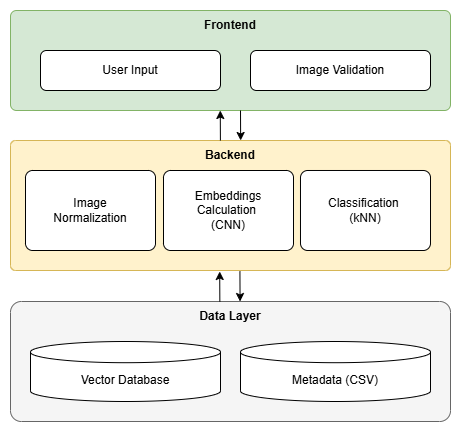 Frontend
User Input
Image Validation
Backend
Image
Normalization
Embeddings
Calculation
(CNN)
Classification
(kNN)
Data Layer
Vector Database
Metadata (CSV)